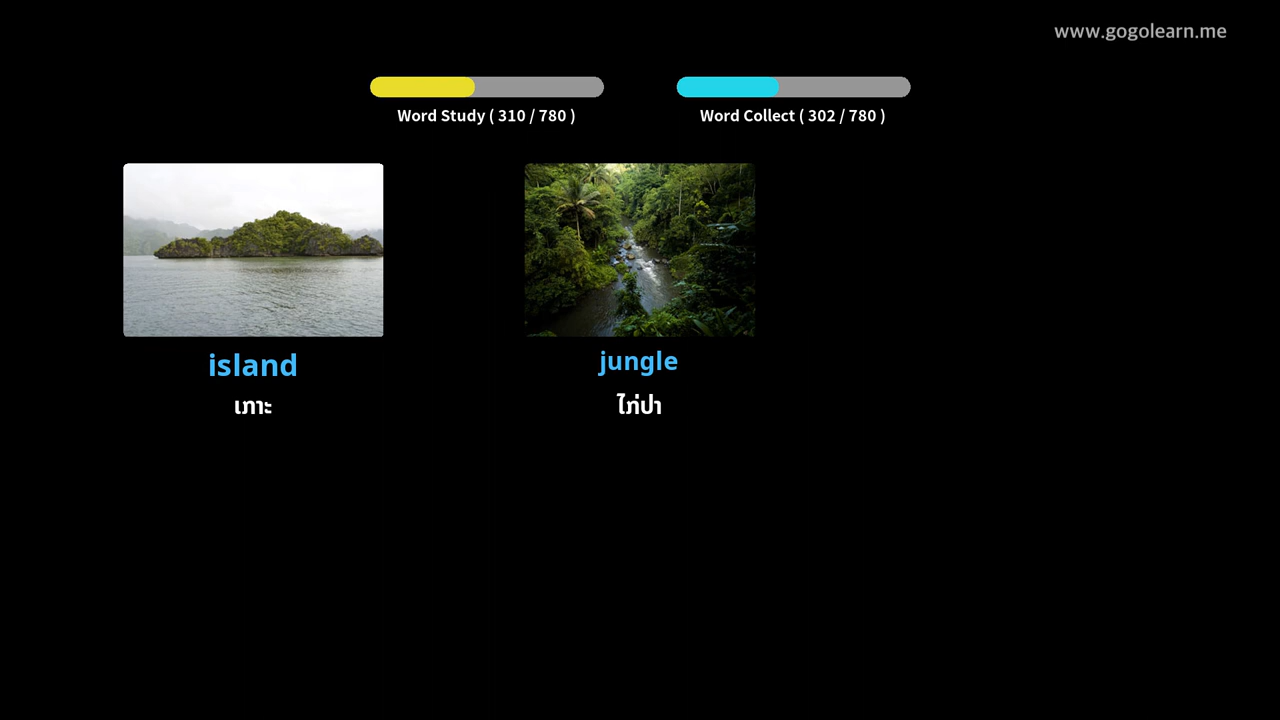 www.gogolearn.me
Word Study ( 310 / 780 )
Word Collect ( 302 / 780 )
island
เกาะ
jungle
ไก่ป่า